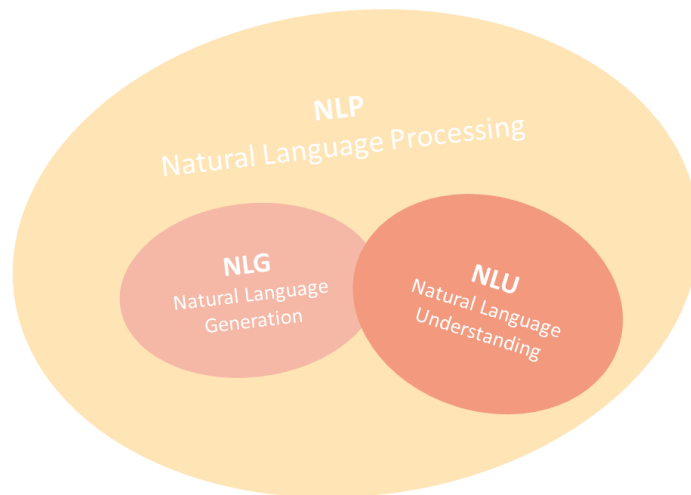 NLP
Natural Language Processing
NLG
Natural Language
Generation
NLU
Natural Language
Understanding